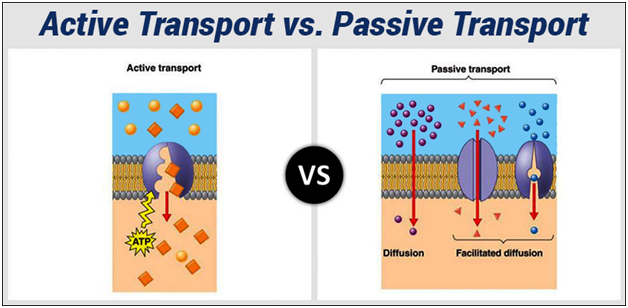 Active Transport vs. Passive Transport
Active transport
ATP
VS
Passive transport
Diffusion
Facilitated diffusion